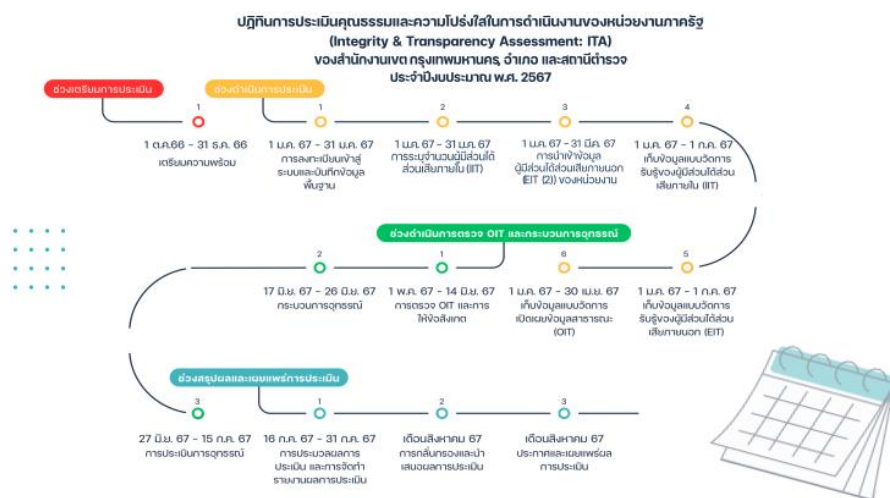 ปฏิทินการประเมินคุณธรรมและความโปร่งใสในการดำเนินงานของหน่วยงานภาครัฐ
(Integrity & Transparency Assessment: ITA)
ของสำนักงานเขต กรุงเทพมหานคร, อำเภอ และสถานีตำรวจ
ประจำปีงบประมาณ พ.ศ. 2567
ช่วงเตรียมการประเมิน
1
1 ต.ค.66 - 31 ธ.ค. 66
เตรียมความพร้อม
ช่วงดำเนินการประเมิน
1
1 ม.ค. 67 - 31 ม.ค. 67
การลงทะเบียนเข้าสู่
ระบบและบันทึกข้อมูล
พื้นฐาน
2
1 ม.ค. 67 - 31 ม.ค. 67
การระบุจำนวนผู้มีส่วนได้
ส่วนเสียภายใน (IIT)
3
1 ม.ค. 67 - 31 มี.ค. 67
การนำเข้าข้อมูล
ผู้มีส่วนได้ส่วนเสียภายนอก
(EIT (2)) ของหน่วยงาน
4
1 ม.ค. 67 - 1 ก.ค. 67
เก็บข้อมูลแบบวัดการ
รับรู้ของผู้มีส่วนได้ส่วน
เสียภายใน (IIT)
5
1 ม.ค. 67 - 1 ก.ค. 67
เก็บข้อมูลแบบวัดการ
รับรู้ของผู้มีส่วนได้ส่วน
เสียภายนอก (EIT)
6
1 ม.ค. 67 - 30 เม.ย. 67
เก็บข้อมูลแบบวัดการ
เปิดเผยข้อมูลสาธารณะ
(OIT)
ช่วงดำเนินการตรวจ OIT และกระบวนการอุทธรณ์
1
1 พ.ค. 67 - 14 มิ.ย. 67
การตรวจ OIT และการ
ให้ข้อสังเกต
2
17 มิ.ย. 67 - 26 มิ.ย. 67
กระบวนการอุทธรณ์
3
27 มิ.ย. 67 - 15 ก.ค. 67
การประเมินการอุทธรณ์
ช่วงสรุปผลและเผยแพร่การประเมิน
1
16 ก.ค. 67 - 31 ก.ค. 67
การประมวลผลการ
ประเมิน และการจัดทำ
รายงานผลการประเมิน
2
เดือนสิงหาคม 67
การกลั่นกรองและนำ
เสนอผลการประเมิน
3
เดือนสิงหาคม 67
ประกาศและเผยแพร่ผล
การประเมิน